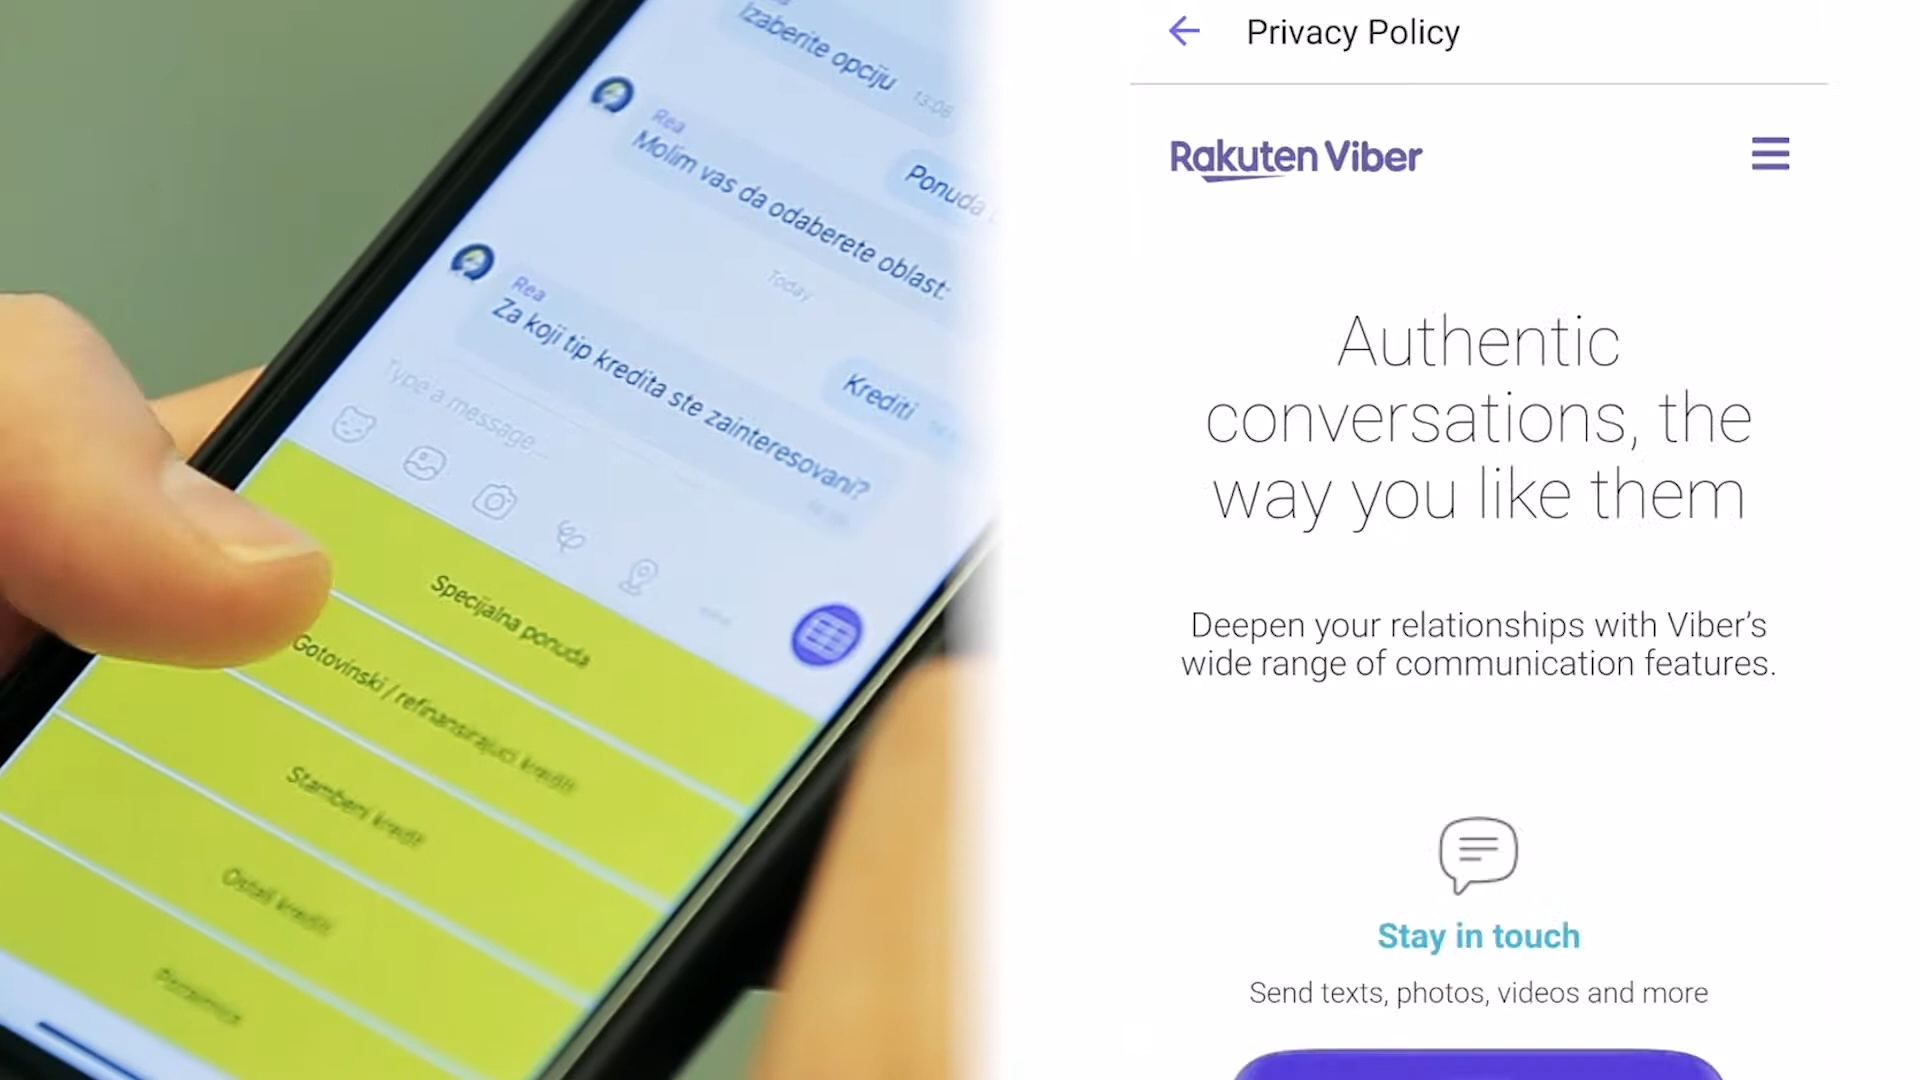 Izaberite opciju 13:08
Ponuda
Rea
Molim vas da odaberete oblast:
Today
Krediti
Rea
Za koji tip kredita ste zainteresovani?
Type a message...
Specijalna ponuda
Gotovinski / refinansirajući krediti
Stambeni kredit
Ostali krediti
Privacy Policy
Rakuten Viber
Authentic
conversations, the
way you like them
Deepen your relationships with Viber’s
wide range of communication features.
Stay in touch
Send texts, photos, videos and more